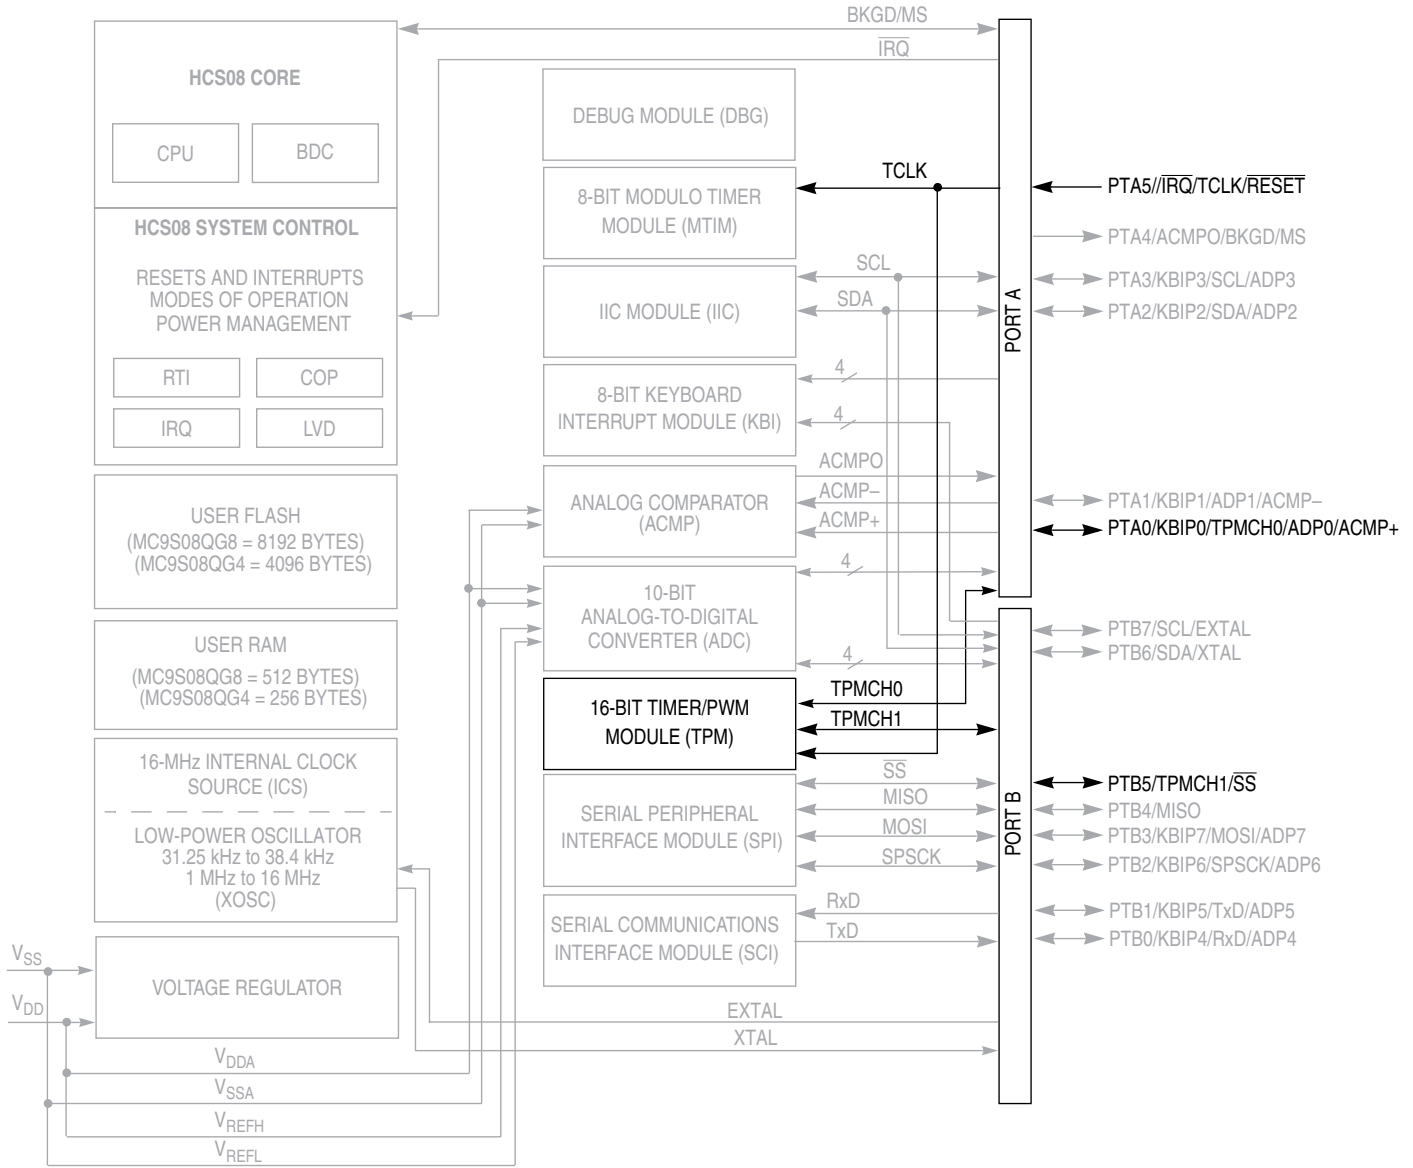 BKGD/MS
IRQ
HCS08 CORE
CPU
BDC
HCS08 SYSTEM CONTROL
RESETS AND INTERRUPTS
MODES OF OPERATION
POWER MANAGEMENT
RTI
COP
IRQ
LVD
USER FLASH
(MC9S08QG8 = 8192 BYTES)
(MC9S08QG4 = 4096 BYTES)
USER RAM
(MC9S08QG8 = 512 BYTES)
(MC9S08QG4 = 256 BYTES)
16-MHz INTERNAL CLOCK
SOURCE (ICS)
LOW-POWER OSCILLATOR
31.25 kHz to 38.4 kHz
1 MHz to 16 MHz
(XOSC)
VSS
VDD
VOLTAGE REGULATOR
VDDA
VSSA
VREFH
VREFL
DEBUG MODULE (DBG)
8-BIT MODULO TIMER
MODULE (MTIM)
TCLK
IIC MODULE (IIC)
SCL
SDA
8-BIT KEYBOARD
INTERRUPT MODULE (KBI)
4
4
ANALOG COMPARATOR
(ACMP)
ACMPO
ACMP–
ACMP+
10-BIT
ANALOG-TO-DIGITAL
CONVERTER (ADC)
4
4
16-BIT TIMER/PWM
MODULE (TPM)
TPMCH0
TPMCH1
SERIAL PERIPHERAL
INTERFACE MODULE (SPI)
SS
MISO
MOSI
SPSCK
SERIAL COMMUNICATIONS
INTERFACE MODULE (SCI)
RxD
TxD
EXTAL
XTAL
PORT A
PTA5//IRQ/TCLK/RESET
PTA4/ACMPO/BKGD/MS
PTA3/KBIP3/SCL/ADP3
PTA2/KBIP2/SDA/ADP2
PTA1/KBIP1/ADP1/ACMP–
PTA0/KBIP0/TPMCH0/ADP0/ACMP+
PORT B
PTB7/SCL/EXTAL
PTB6/SDA/XTAL
PTB5/TPMCH1/SS
PTB4/MISO
PTB3/KBIP7/MOSI/ADP7
PTB2/KBIP6/SPSCK/ADP6
PTB1/KBIP5/TxD/ADP5
PTB0/KBIP4/RxD/ADP4